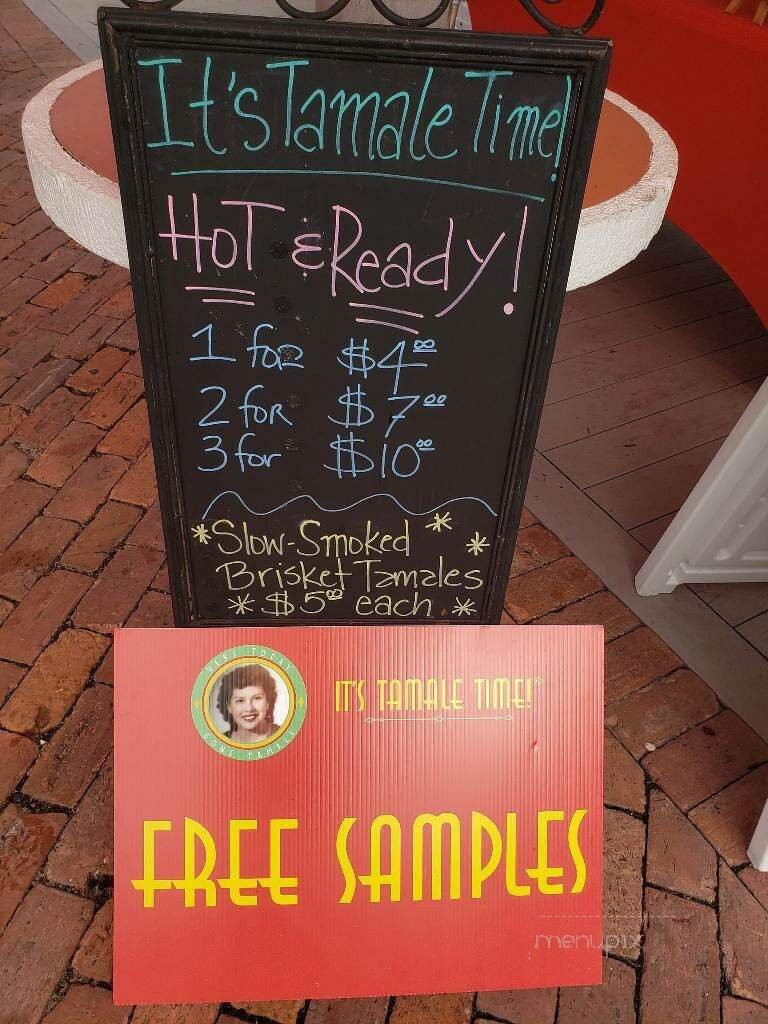 It's Tamale Time!
HOT & Ready!
1 for $4.00
2 for $7.00
3 for $10.00
*Slow-Smoked *
Brisket Tamales *
* $5.00 each *
HERE TODAY
GONE TAMALE
IT'S TAMALE TIME!®
FREE SAMPLES
menupix